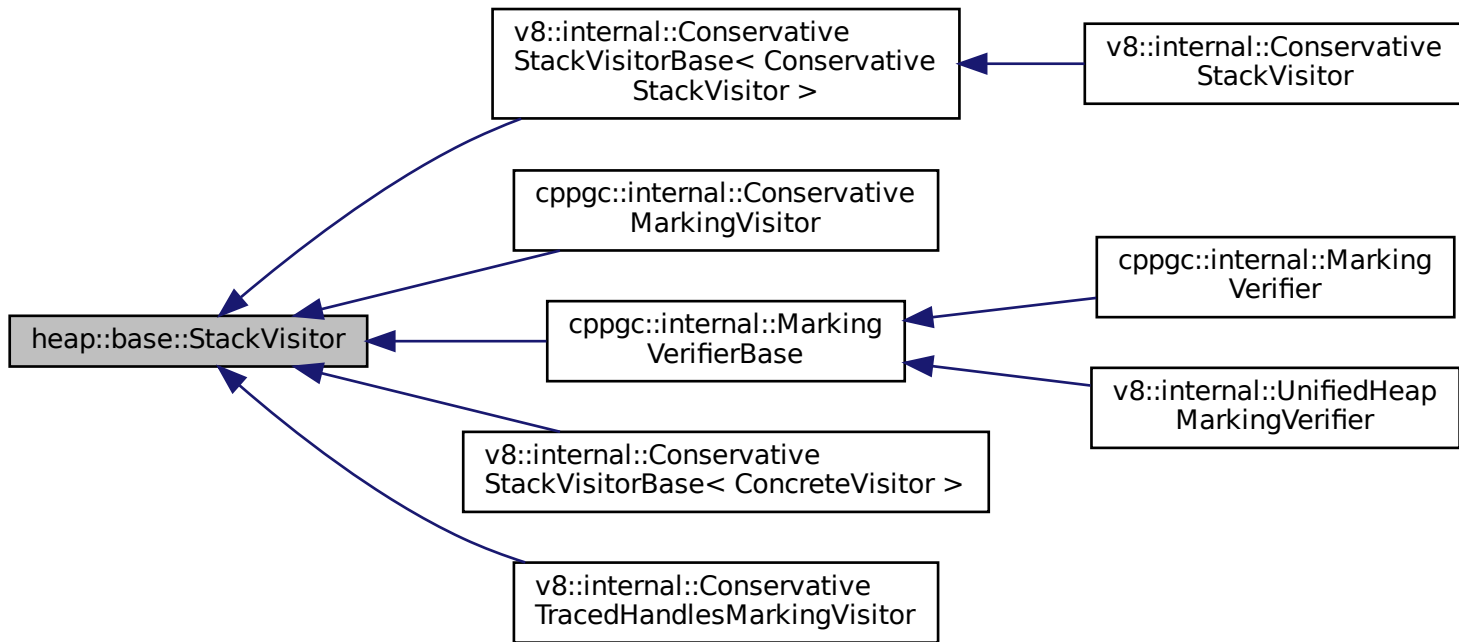 v8::internal::Conservative
StackVisitorBase< Conservative
StackVisitor >
v8::internal::Conservative
StackVisitor
cppgc::internal::Conservative
MarkingVisitor
heap::base::StackVisitor
cppgc::internal::Marking
VerifierBase
cppgc::internal::Marking
Verifier
v8::internal::UnifiedHeap
MarkingVerifier
v8::internal::Conservative
StackVisitorBase< ConcreteVisitor >
v8::internal::Conservative
TracedHandlesMarkingVisitor